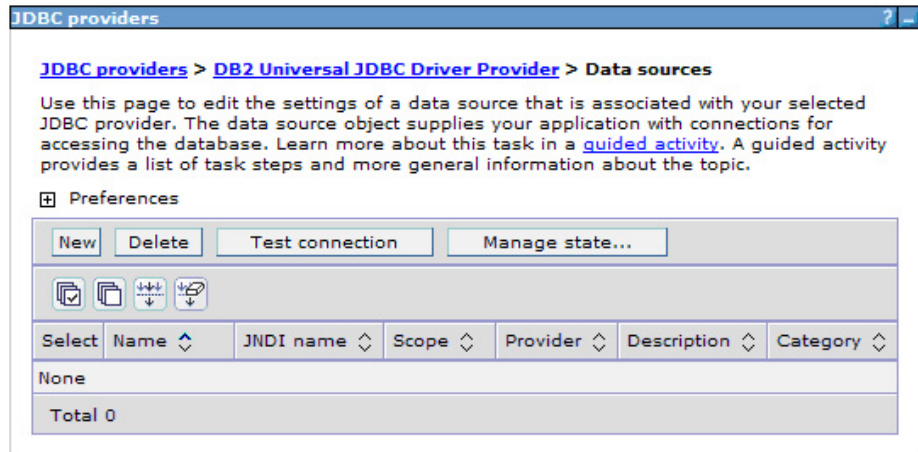 JDBC providers ? –
JDBC providers > DB2 Universal JDBC Driver Provider > Data sources
Use this page to edit the settings of a data source that is associated with your selected
JDBC provider. The data source object supplies your application with connections for
accessing the database. Learn more about this task in a guided activity. A guided activity
provides a list of task steps and more general information about the topic.
Preferences
New Delete Test connection Manage state...
Select Name JNDI name Scope Provider Description Category
None
Total 0